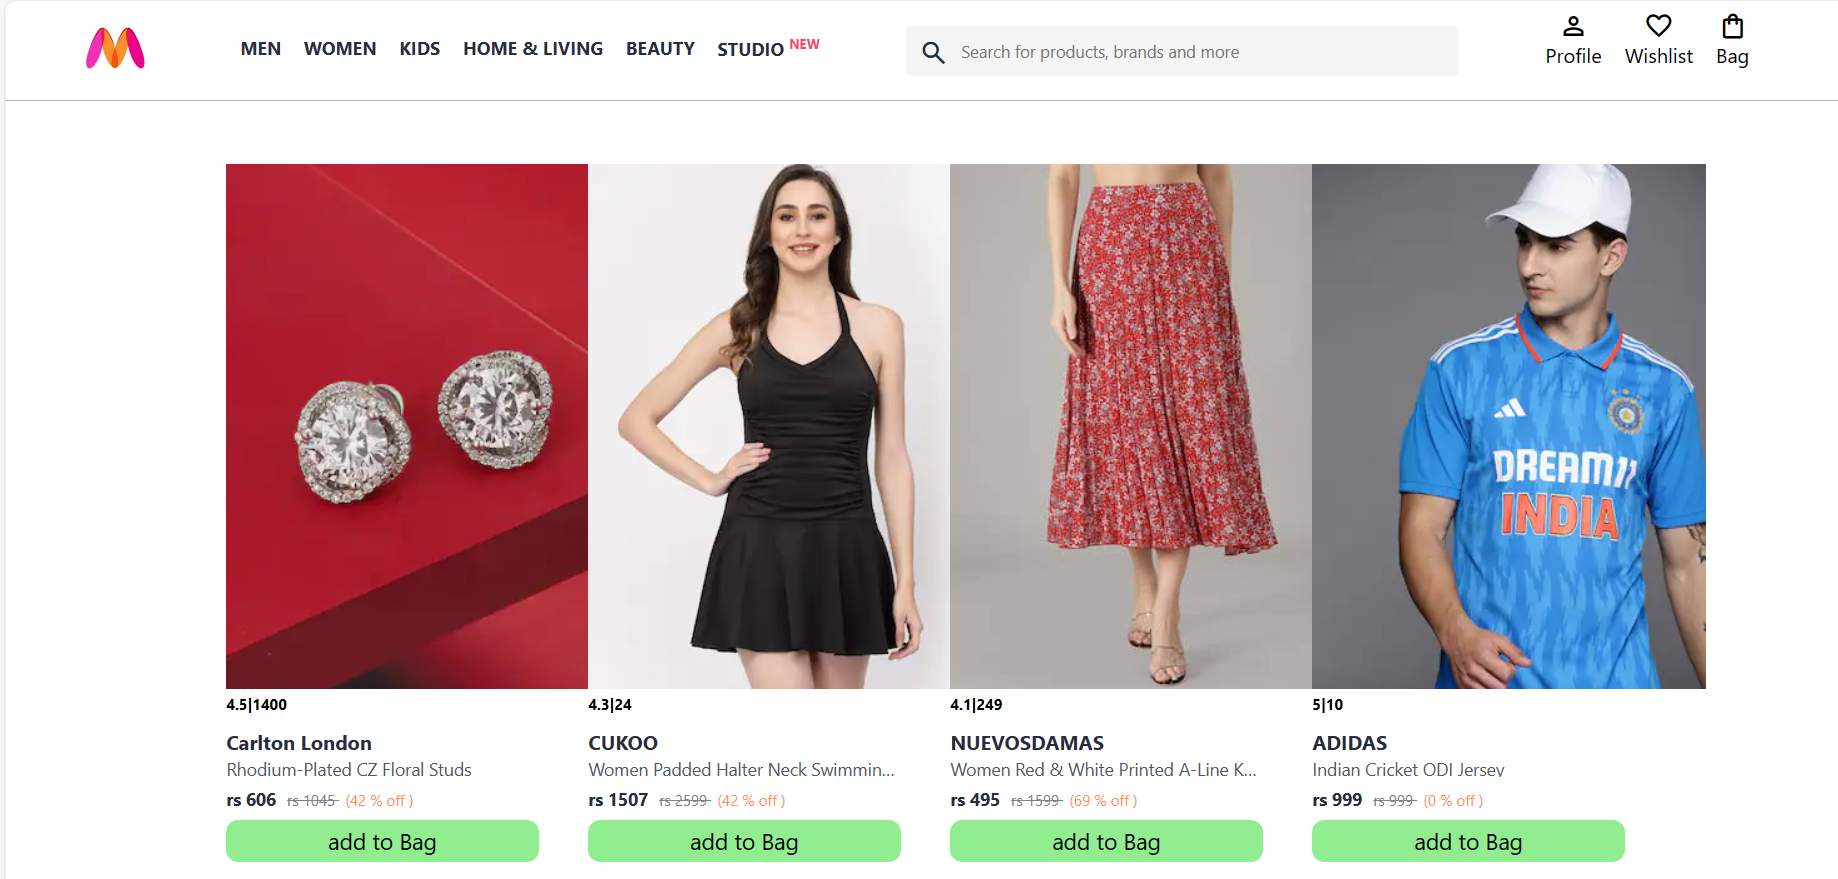 MEN WOMEN KIDS HOME & LIVING BEAUTY STUDIO NEW
Search for products, brands and more
Profile Wishlist Bag
DREAM11
INDIA
4.5|1400
Carlton London
Rhodium-Plated CZ Floral Studs
rs 606 rs 1045 (42 % off )
add to Bag
4.3|24
CUKOO
Women Padded Halter Neck Swimmin...
rs 1507 rs 2599 (42 % off )
add to Bag
4.1|249
NUEVOSDAMAS
Women Red & White Printed A-Line K...
rs 495 rs 1599 (69 % off )
add to Bag
5|10
ADIDAS
Indian Cricket ODI Jersey
rs 999 rs 999 (0 % off )
add to Bag